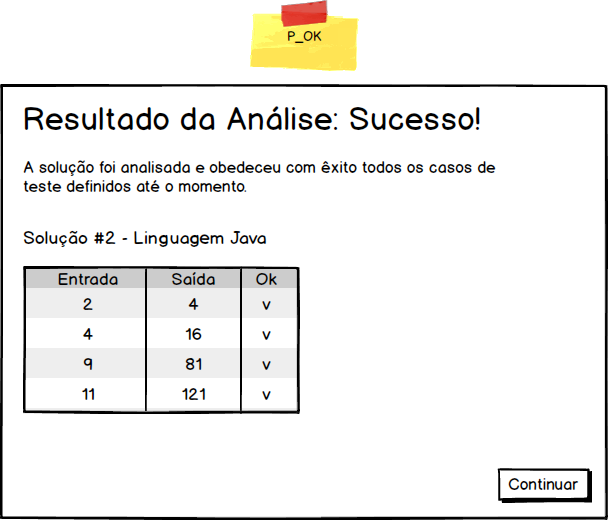 P_OK
Resultado da Análise: Sucesso!
A solução foi analisada e obedeceu com êxito todos os casos de
teste definidos até o momento.
Solução #2 - Linguagem Java
Entrada Saída Ok
2 4 v
4 16 v
9 81 v
11 121 v
Continuar